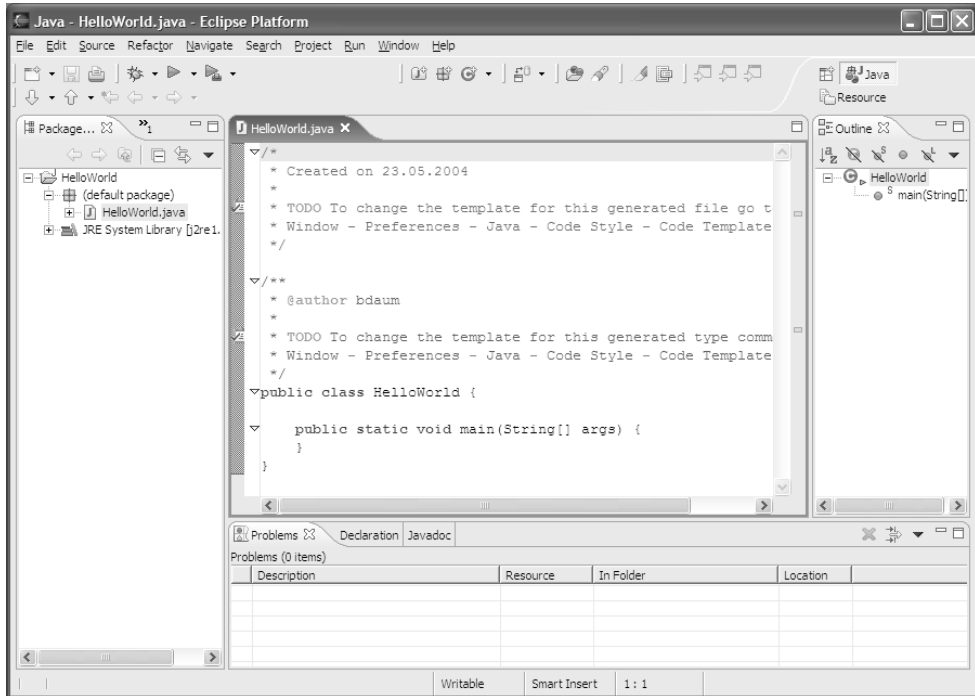 Java - HelloWorld.java - Eclipse Platform
File Edit Source Refactor Navigate Search Project Run Window Help
Java
Resource
Package... »1
HelloWorld.java
Outline
HelloWorld
(default package)
HelloWorld.java
JRE System Library [j2re1.
/*
* Created on 23.05.2004
*
* TODO To change the template for this generated file go t
* Window - Preferences - Java - Code Style - Code Template
*/
/**
* @author bdaum
*
* TODO To change the template for this generated type comm
* Window - Preferences - Java - Code Style - Code Template
*/
public class HelloWorld {
public static void main(String[] args) {
}
}
HelloWorld
S main(String[]
Problems Declaration Javadoc
Problems (0 items)
Description Resource In Folder Location
Writable Smart Insert 1 : 1